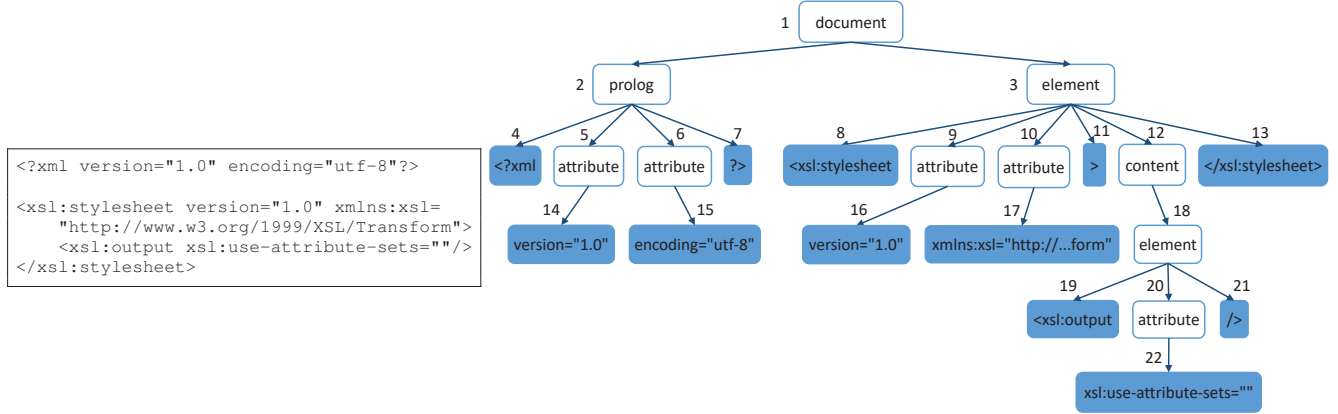 <?xml version="1.0" encoding="utf-8"?>
<xsl:stylesheet version="1.0" xmlns:xsl=
"http://www.w3.org/1999/XSL/Transform">
<xsl:output xsl:use-attribute-sets=""/>
</xsl:stylesheet>
1 document
2 prolog
3 element
4 5 6 7
8 9 10 11 12 13
<?xml attribute attribute ?>
<xsl:stylesheet attribute attribute > content </xsl:stylesheet>
14 15
16 17 18
version="1.0" encoding="utf-8"
version="1.0" xmlns:xsl="http://...form" element
19 20 21
<xsl:output attribute />
22
xsl:use-attribute-sets=""